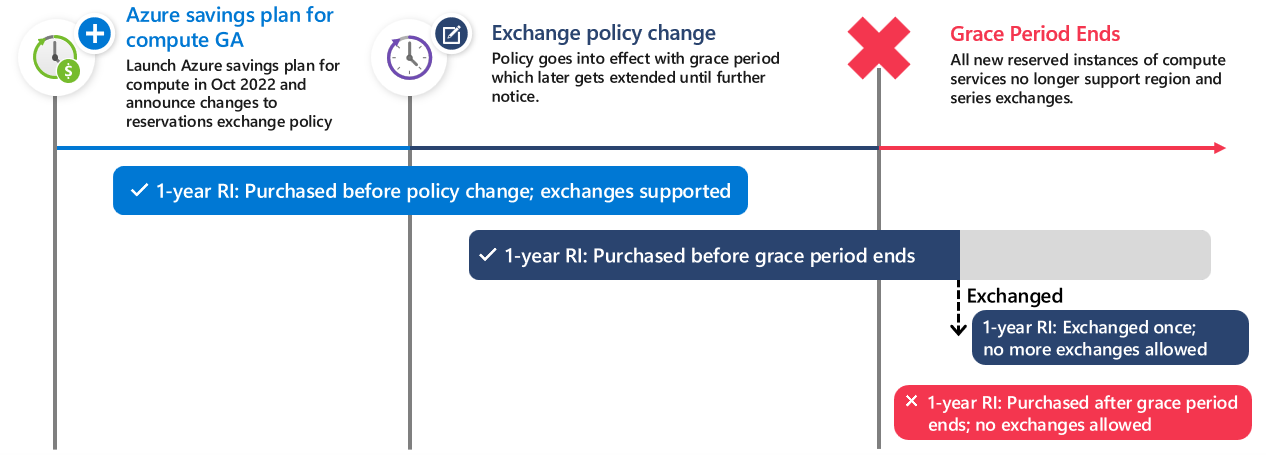 Azure savings plan for
compute GA
Launch Azure savings plan for
compute in Oct 2022 and
announce changes to
reservations exchange policy
$
Exchange policy change
Policy goes into effect with grace period
which later gets extended until further
notice.
Grace Period Ends
All new reserved instances of compute
services no longer support region and
series exchanges.
1-year RI: Purchased before policy change; exchanges supported
1-year RI: Purchased before grace period ends
Exchanged
1-year RI: Exchanged once;
no more exchanges allowed
1-year RI: Purchased after grace period
ends; no exchanges allowed